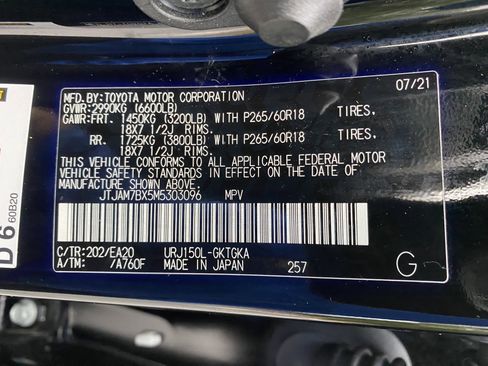 MFD.BY:TOYOTA MOTOR CORPORATION 07/21
GVWR:2990KG (6600LB)
GAWR:FRT. 1450KG (3200LB) WITH P265/60R18 TIRES,
18X7 1/2J RIMS.
RR. 1725KG (3800LB) WITH P265/60R18 TIRES,
18X7 1/2J RIMS.
THIS VEHICLE CONFORMS TO ALL APPLICABLE FEDERAL MOTOR
VEHICLE SAFETY STANDARDS IN EFFECT ON THE DATE OF
MANUFACTURE SHOWN ABOVE.
JTJAM7BX5M5303096 MPV
C/TR:202/EA20 URJ150L-GKTGKA
A/TM: 7A760F MADE IN JAPAN 257 G
D 6
60B20